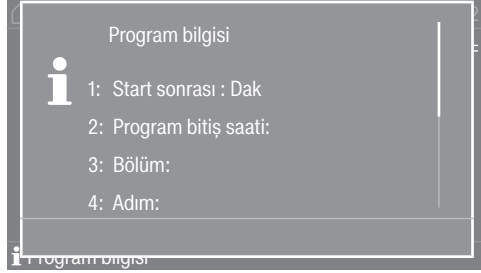 Program bilgisi
1: Start sonrası : Dak
2: Program bitiş saati:
3: Bölüm:
4: Adım:
Program bilgisi